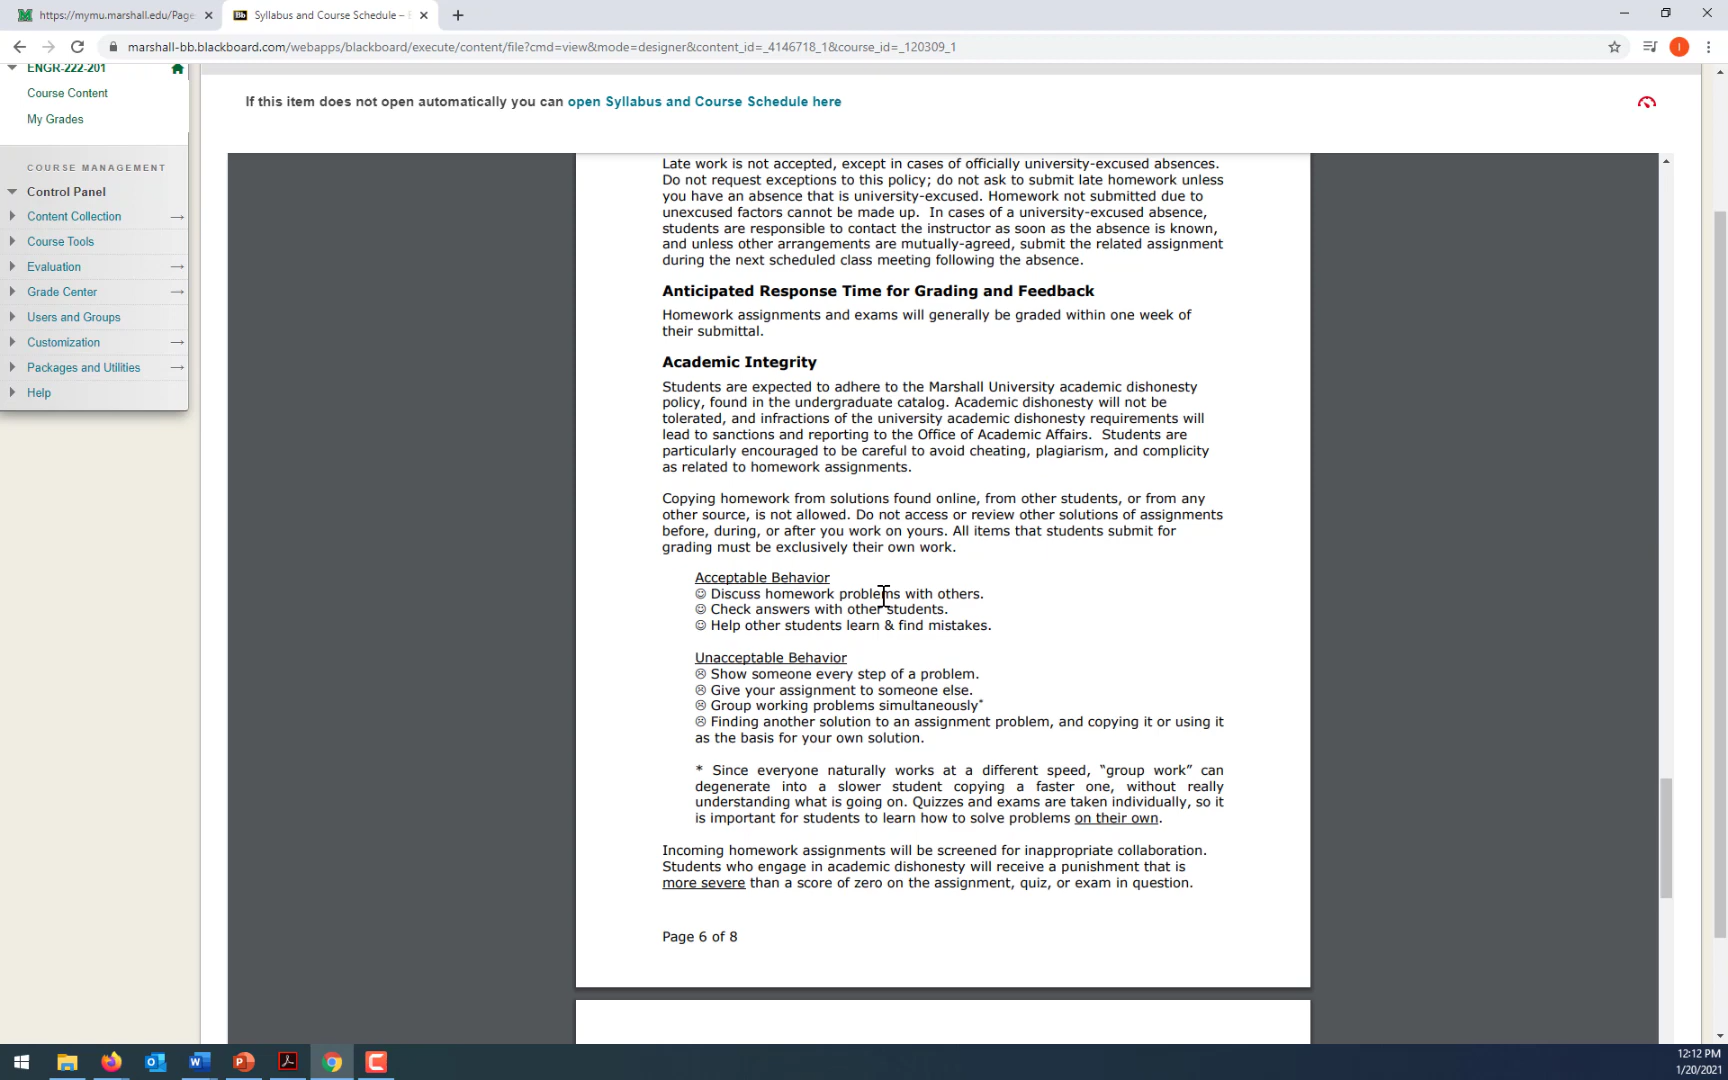 https://mymu.marshall.edu/Page
Syllabus and Course Schedule –
marshall-bb.blackboard.com/webapps/blackboard/execute/content/file?cmd=view&mode=designer&content_id=_4146718_1&course_id=_120309_1
ENGR-222-201
Course Content
My Grades
COURSE MANAGEMENT
Control Panel
Content Collection
Course Tools
Evaluation
Grade Center
Users and Groups
Customization
Packages and Utilities
Help
If this item does not open automatically you can open Syllabus and Course Schedule here
Late work is not accepted, except in cases of officially university-excused absences.
Do not request exceptions to this policy; do not ask to submit late homework unless
you have an absence that is university-excused. Homework not submitted due to
unexcused factors cannot be made up. In cases of a university-excused absence,
students are responsible to contact the instructor as soon as the absence is known,
and unless other arrangements are mutually-agreed, submit the related assignment
during the next scheduled class meeting following the absence.
Anticipated Response Time for Grading and Feedback
Homework assignments and exams will generally be graded within one week of
their submittal.
Academic Integrity
Students are expected to adhere to the Marshall University academic dishonesty
policy, found in the undergraduate catalog. Academic dishonesty will not be
tolerated, and infractions of the university academic dishonesty requirements will
lead to sanctions and reporting to the Office of Academic Affairs. Students are
particularly encouraged to be careful to avoid cheating, plagiarism, and complicity
as related to homework assignments.
Copying homework from solutions found online, from other students, or from any
other source, is not allowed. Do not access or review other solutions of assignments
before, during, or after you work on yours. All items that students submit for
grading must be exclusively their own work.
Acceptable Behavior
☺ Discuss homework problems with others.
☺ Check answers with other students.
☺ Help other students learn & find mistakes.
Unacceptable Behavior
☹ Show someone every step of a problem.
☹ Give your assignment to someone else.
☹ Group working problems simultaneously*
☹ Finding another solution to an assignment problem, and copying it or using it
as the basis for your own solution.
* Since everyone naturally works at a different speed, “group work” can
degenerate into a slower student copying a faster one, without really
understanding what is going on. Quizzes and exams are taken individually, so it
is important for students to learn how to solve problems on their own.
Incoming homework assignments will be screened for inappropriate collaboration.
Students who engage in academic dishonesty will receive a punishment that is
more severe than a score of zero on the assignment, quiz, or exam in question.
Page 6 of 8
12:12 PM
1/20/2021